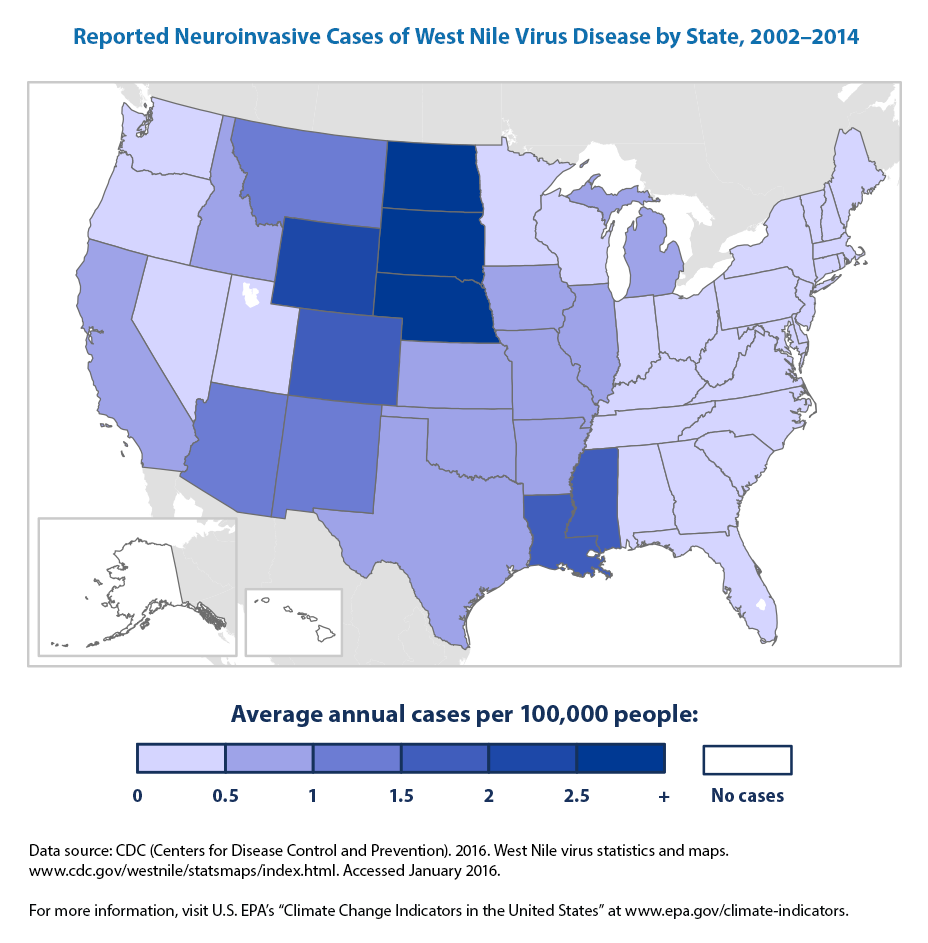 Reported Neuroinvasive Cases of West Nile Virus Disease by State, 2002–2014
Average annual cases per 100,000 people:
0 0.5 1 1.5 2 2.5 + No cases
Data source: CDC (Centers for Disease Control and Prevention). 2016. West Nile virus statistics and maps.
www.cdc.gov/westnile/statsmaps/index.html. Accessed January 2016.
For more information, visit U.S. EPA’s “Climate Change Indicators in the United States” at www.epa.gov/climate-indicators.